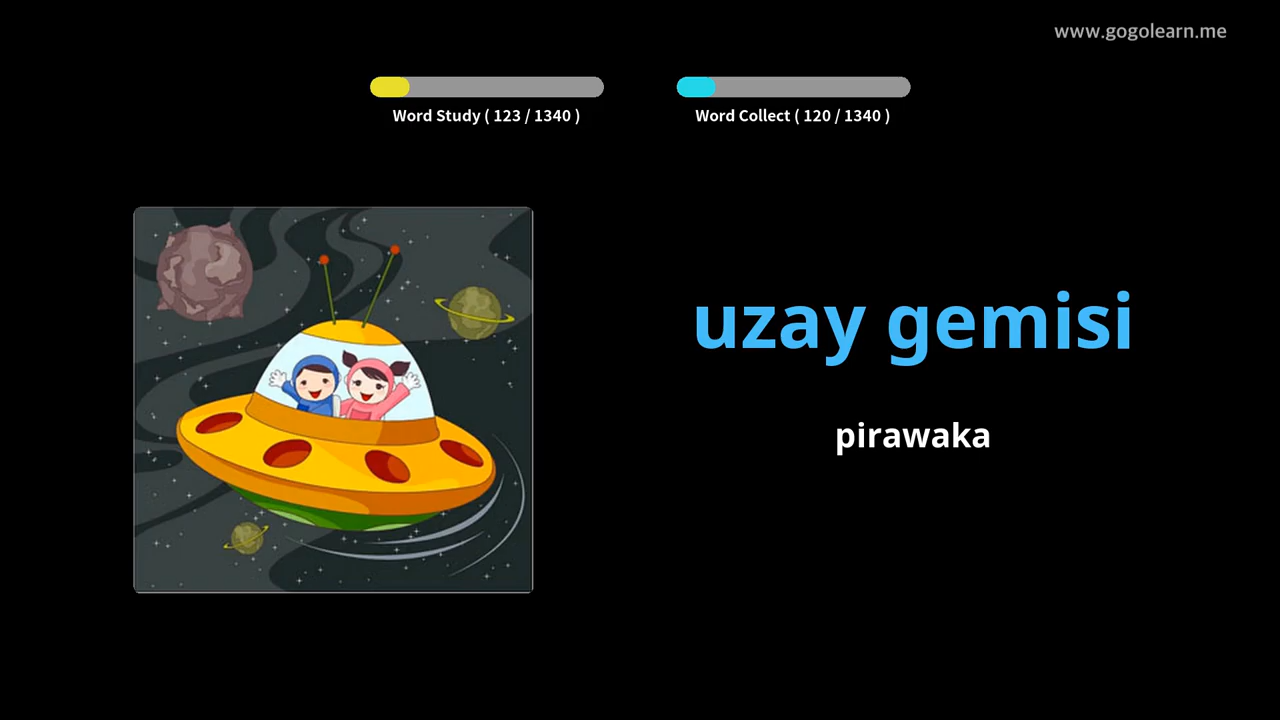 www.gogolearn.me
Word Study ( 123 / 1340 )
Word Collect ( 120 / 1340 )
uzay gemisi
pirawaka